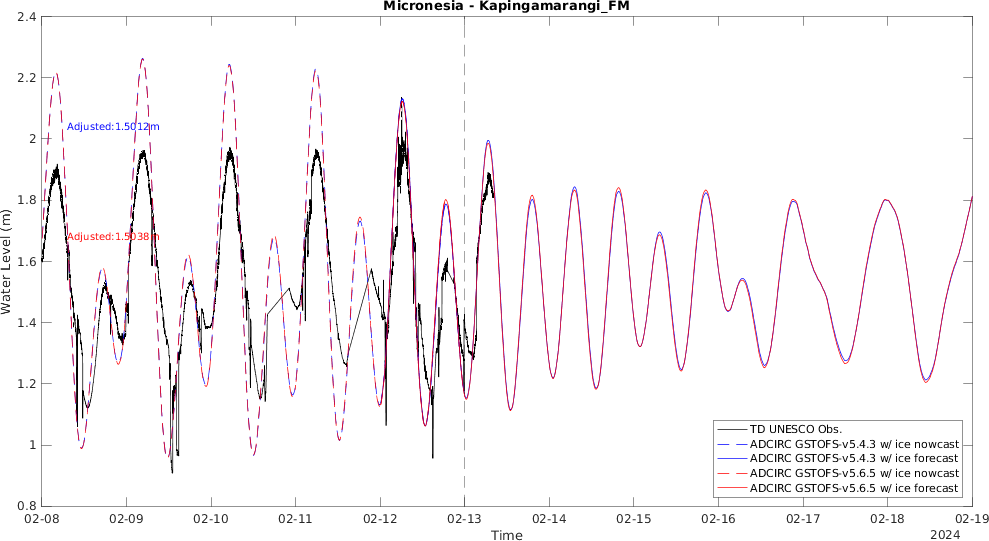 Micronesia - Kapingamarangi_FM
2.4
2.2
2
1.8
1.6
1.4
1.2
1
0.8
Water Level (m)
Adjusted:1.5012m
Adjusted:1.5038m
TD UNESCO Obs.
ADCIRC GSTOFS-v5.4.3 w/ ice nowcast
ADCIRC GSTOFS-v5.4.3 w/ ice forecast
ADCIRC GSTOFS-v5.6.5 w/ ice nowcast
ADCIRC GSTOFS-v5.6.5 w/ ice forecast
02-08 02-09 02-10 02-11 02-12 02-13 02-14 02-15 02-16 02-17 02-18 02-19
Time
2024